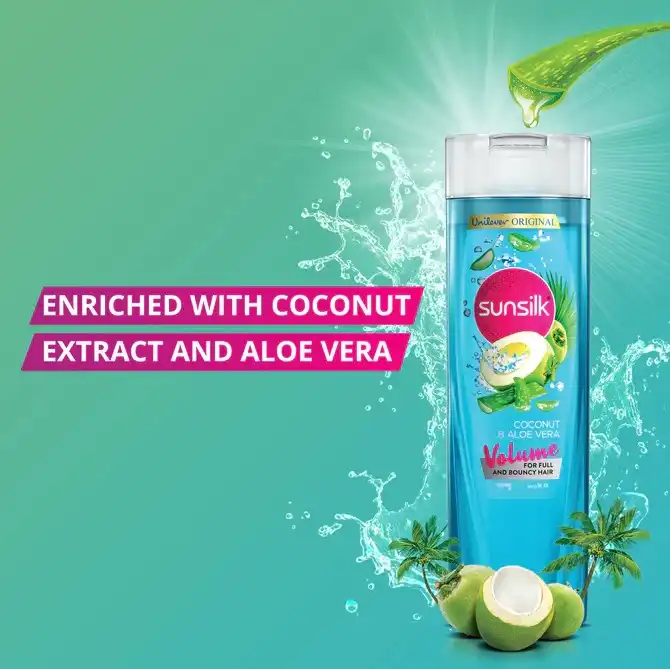 ENRICHED WITH COCONUT
EXTRACT AND ALOE VERA
Unilever ORIGINAL
sunsilk
COCONUT
& ALOE VERA
Volume
FOR FULL
AND BOUNCY HAIR